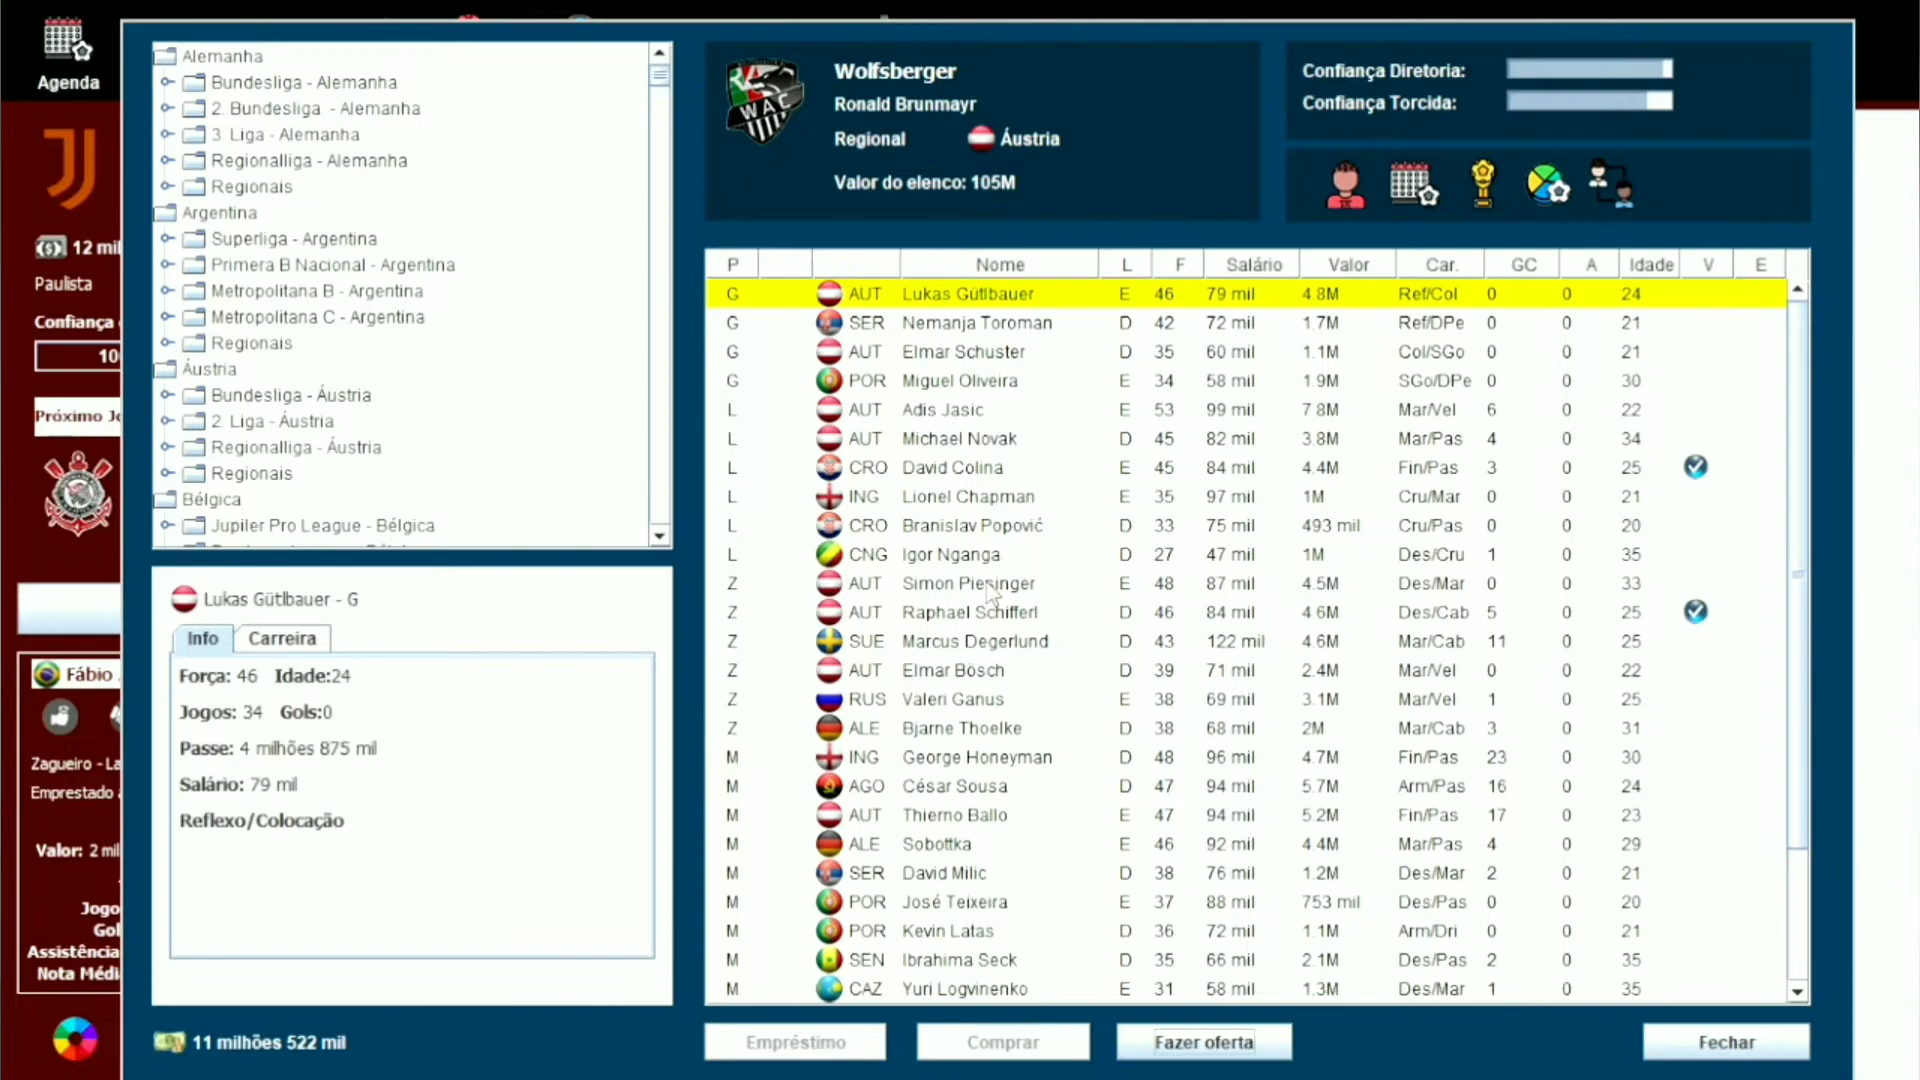 Agenda
12 mil
Paulista
Confiança
10
Próximo Jo
Fábio
Zagueiro - La
Emprestado a
Valor: 2 mil
Jogo
Gol
Assistência
Nota Médi
Alemanha
Bundesliga - Alemanha
2. Bundesliga - Alemanha
3. Liga - Alemanha
Regionalliga - Alemanha
Regionais
Argentina
Superliga - Argentina
Primera B Nacional - Argentina
Metropolitana B - Argentina
Metropolitana C - Argentina
Regionais
Áustria
Bundesliga - Áustria
2. Liga - Áustria
Regionalliga - Áustria
Regionais
Bélgica
Jupiler Pro League - Bélgica
Lukas Gütlbauer - G
Info Carreira
Força: 46 Idade:24
Jogos: 34 Gols:0
Passe: 4 milhões 875 mil
Salário: 79 mil
Reflexo/Colocação
11 milhões 522 mil
WAC
Wolfsberger
Ronald Brunmayr
Regional Áustria
Valor do elenco: 105M
Confiança Diretoria:
Confiança Torcida:
P Nome L F Salário Valor Car. GC A Idade V E
G AUT Lukas Gütlbauer E 46 79 mil 4.8M Ref/Col 0 0 24
G SER Nemanja Toroman D 42 72 mil 1.7M Ref/DPe 0 0 21
G AUT Elmar Schuster D 35 60 mil 1.1M Col/SGo 0 0 21
G POR Miguel Oliveira E 34 58 mil 1.9M SGo/DPe 0 0 30
L AUT Adis Jasic E 53 99 mil 7.8M Mar/Vel 6 0 22
L AUT Michael Novak D 45 82 mil 3.8M Mar/Pas 4 0 34
L CRO David Colina E 45 84 mil 4.4M Fin/Pas 3 0 25
L ING Lionel Chapman E 35 97 mil 1M Cru/Mar 0 0 21
L CRO Branislav Popović D 33 75 mil 493 mil Cru/Pas 0 0 20
L CNG Igor Nganga D 27 47 mil 1M Des/Cru 1 0 35
Z AUT Simon Piesinger E 48 87 mil 4.5M Des/Mar 0 0 33
Z AUT Raphael Schifferl D 46 84 mil 4.6M Des/Cab 5 0 25
Z SUE Marcus Degerlund D 43 122 mil 4.6M Mar/Cab 11 0 25
Z AUT Elmar Bösch D 39 71 mil 2.4M Mar/Vel 0 0 22
Z RUS Valeri Ganus E 38 69 mil 3.1M Mar/Vel 1 0 25
Z ALE Bjarne Thoelke D 38 68 mil 2M Mar/Cab 3 0 31
M ING George Honeyman D 48 96 mil 4.7M Fin/Pas 23 0 30
M AGO César Sousa D 47 94 mil 5.7M Arm/Pas 16 0 24
M AUT Thierno Ballo E 47 94 mil 5.2M Fin/Pas 17 0 23
M ALE Sobottka E 46 92 mil 4.4M Mar/Pas 4 0 29
M SER David Milic D 38 76 mil 1.2M Des/Mar 2 0 21
M POR José Teixeira E 37 88 mil 753 mil Des/Pas 0 0 20
M POR Kevin Latas D 36 72 mil 1.1M Arm/Dri 0 0 21
M SEN Ibrahima Seck D 35 66 mil 2.1M Des/Pas 2 0 35
M CAZ Yuri Logvinenko E 31 58 mil 1.3M Des/Mar 1 0 35
Empréstimo Comprar Fazer oferta Fechar